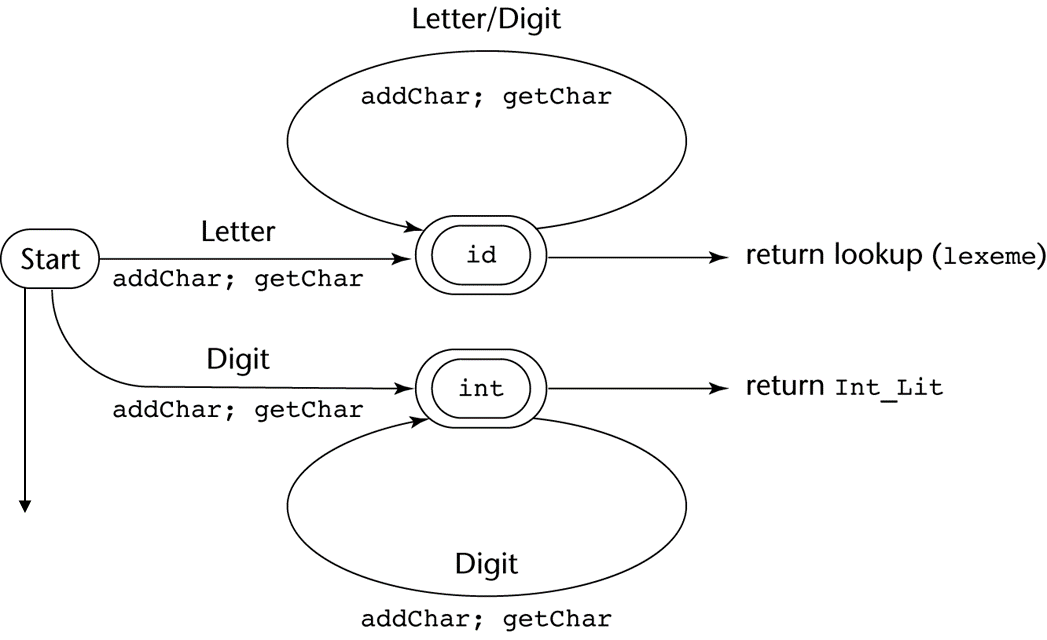 Letter/Digit
addChar; getChar
Letter
Start
id
return lookup (lexeme)
addChar; getChar
Digit
int
return Int_Lit
addChar; getChar
Digit
addChar; getChar